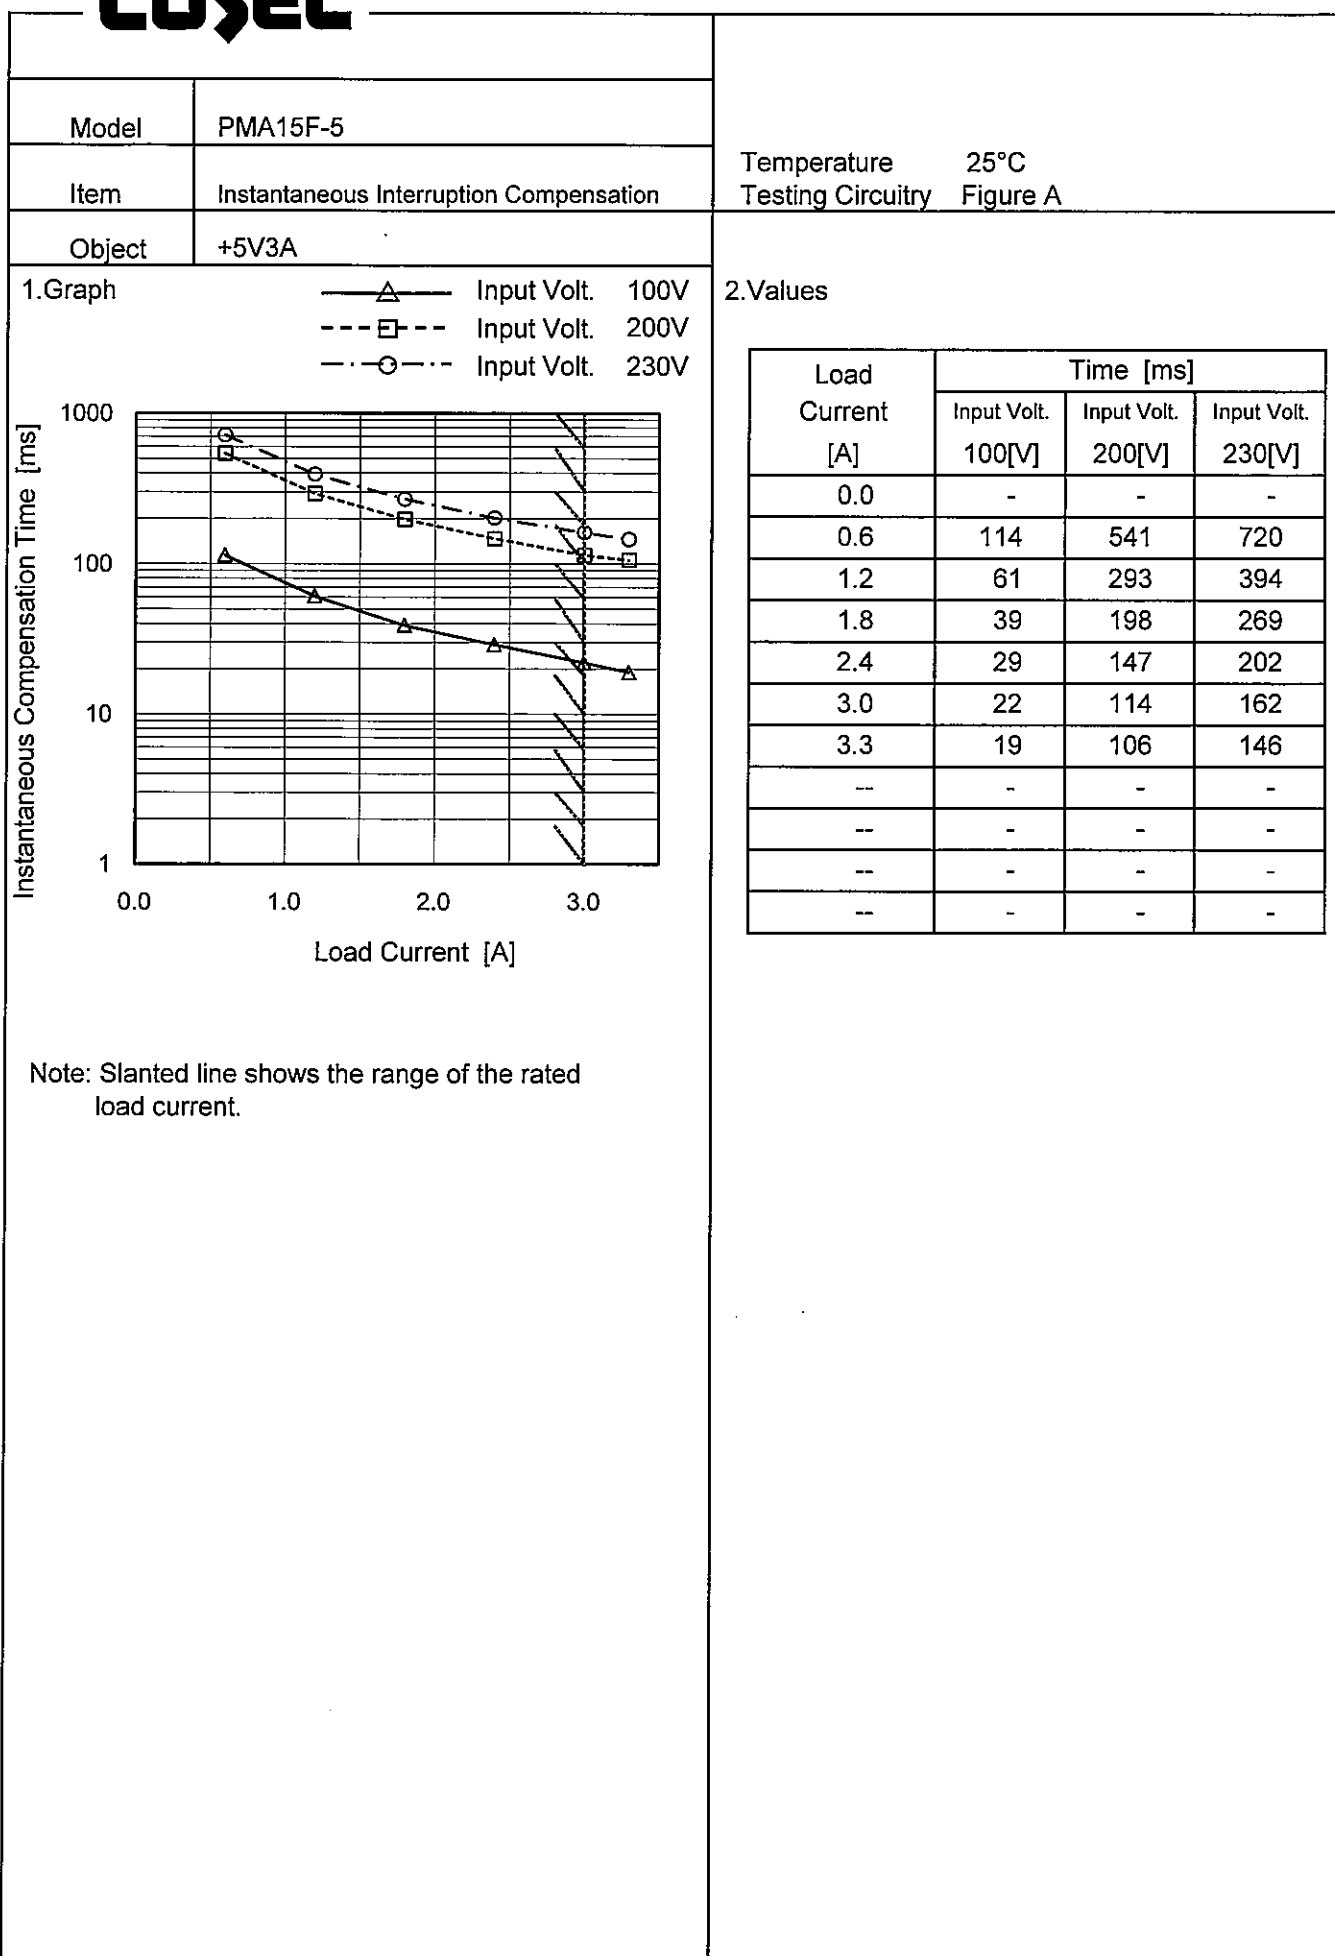 COSEL
Model PMA15F-5
Item Instantaneous Interruption Compensation
Object +5V3A
Temperature 25°C
Testing Circuitry Figure A
1.Graph
Input Volt. 100V
Input Volt. 200V
Input Volt. 230V
Instantaneous Compensation Time [ms]
1000
100
10
1
0.0 1.0 2.0 3.0
Load Current [A]
Note: Slanted line shows the range of the rated
load current.
2.Values
Load Time [ms]
Current Input Volt. Input Volt. Input Volt.
[A] 100[V] 200[V] 230[V]
0.0 - - -
0.6 114 541 720
1.2 61 293 394
1.8 39 198 269
2.4 29 147 202
3.0 22 114 162
3.3 19 106 146
-- - - -
-- - - -
-- - - -
-- - - -